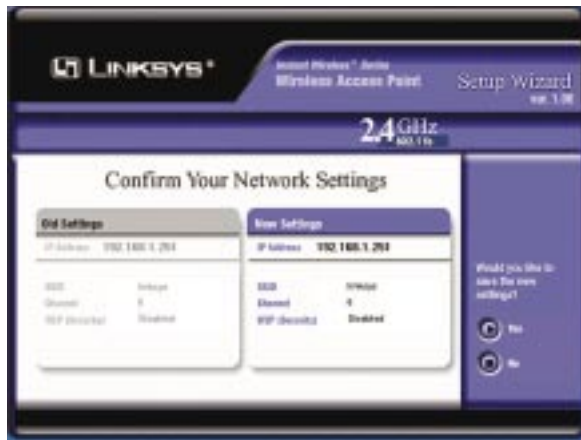 LINKSYS®
Instant Wireless™ Series
Wireless Access Point
Setup Wizard
ver. 1.00
2.4 GHz
802.11b
Confirm Your Network Settings
Old Settings
IP Address 192.168.1.251
SSID linksys
Channel 6
WEP (Security) Disabled
New Settings
IP Address 192.168.1.251
SSID linksys
Channel 6
WEP (Security) Disabled
Would you like to
save the new
settings?
Yes
No